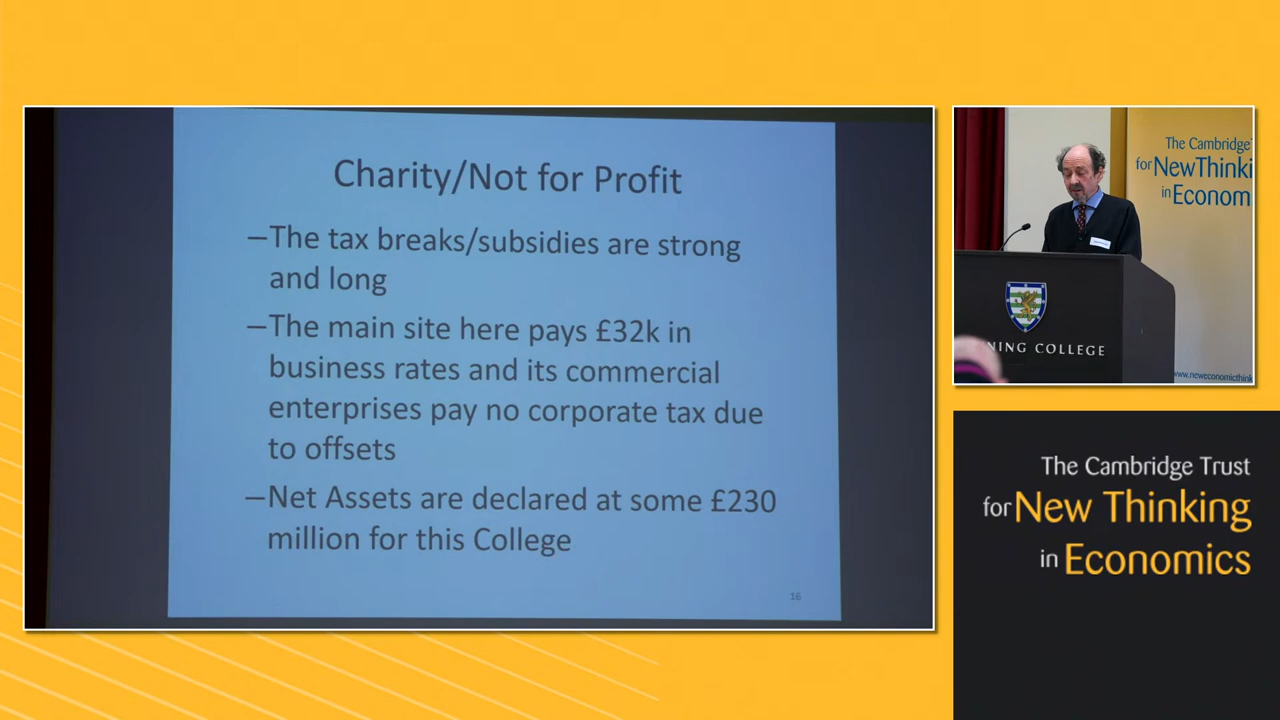 Charity/Not for Profit
–The tax breaks/subsidies are strong
and long
–The main site here pays £32k in
business rates and its commercial
enterprises pay no corporate tax due
to offsets
–Net Assets are declared at some £230
million for this College
16
The Cambridge
for NewThinki
in Econom
NING COLLEGE
www.neweconomicthink
The Cambridge Trust
for New Thinking
in Economics